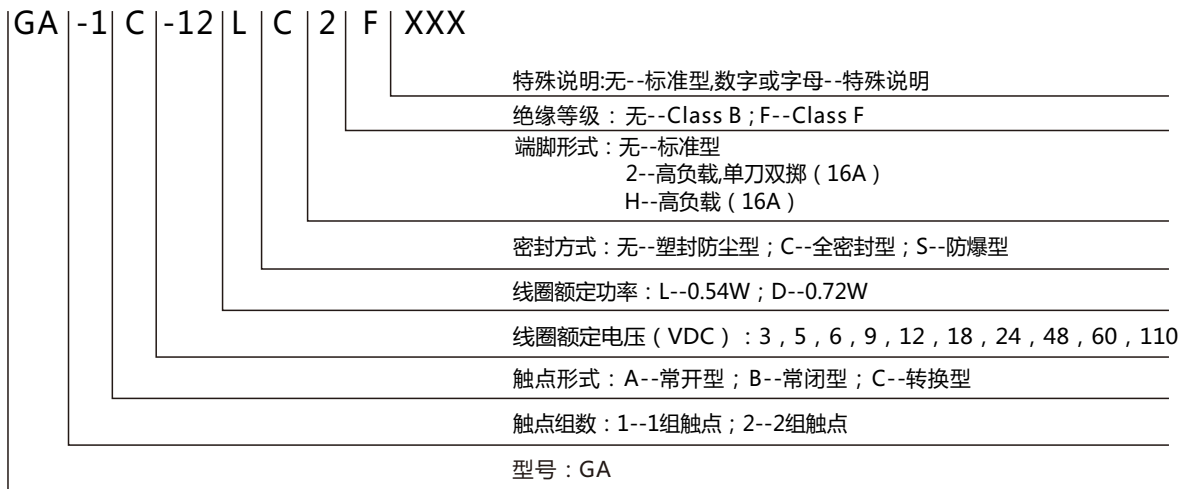 GA -1 C -12 L C 2 F XXX
特殊说明:无--标准型,数字或字母--特殊说明
绝缘等级：无--Class B ; F--Class F
端脚形式：无--标准型
2--高负载,单刀双掷（16A）
H--高负载（16A）
密封方式：无--塑封防尘型；C--全密封型；S--防爆型
线圈额定功率：L--0.54W；D--0.72W
线圈额定电压（VDC）：3，5，6，9，12，18，24，48，60，110
触点形式：A--常开型；B--常闭型；C--转换型
触点组数：1--1组触点；2--2组触点
型号：GA